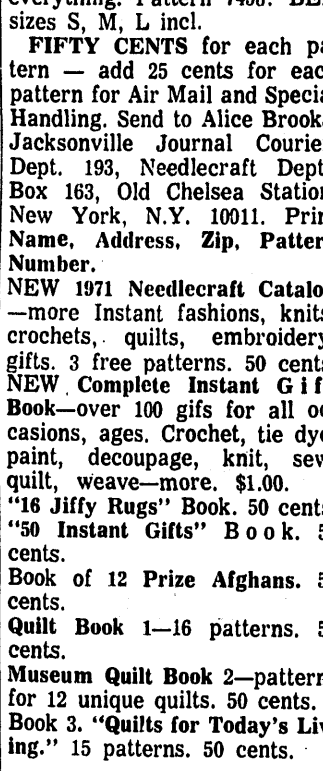 everything. Pattern 7458.
sizes S, M, L incl.
FIFTY CENTS for each pa
tern — add 25 cents for eac
pattern for Air Mail and Specia
Handling. Send to Alice Brook
Jacksonville Journal Courie
Dept. 193, Needlecraft Dept
Box 163, Old Chelsea Station
New York, N.Y. 10011. Prin
Name, Address, Zip, Patter
Number.
NEW 1971 Needlecraft Catalo
—more Instant fashions, knits
crochets, quilts, embroidery
gifts. 3 free patterns. 50 cent
NEW Complete Instant Gif
Book—over 100 gifs for all oc
casions, ages. Crochet, tie dye
paint, decoupage, knit, sew
quilt, weave—more. $1.00.
"16 Jiffy Rugs" Book. 50 cent
"50 Instant Gifts" Book. 5
cents.
Book of 12 Prize Afghans. 5
cents.
Quilt Book 1—16 patterns. 5
cents.
Museum Quilt Book 2—pattern
for 12 unique quilts. 50 cents.
Book 3. "Quilts for Today's Liv
ing." 15 patterns. 50 cents.